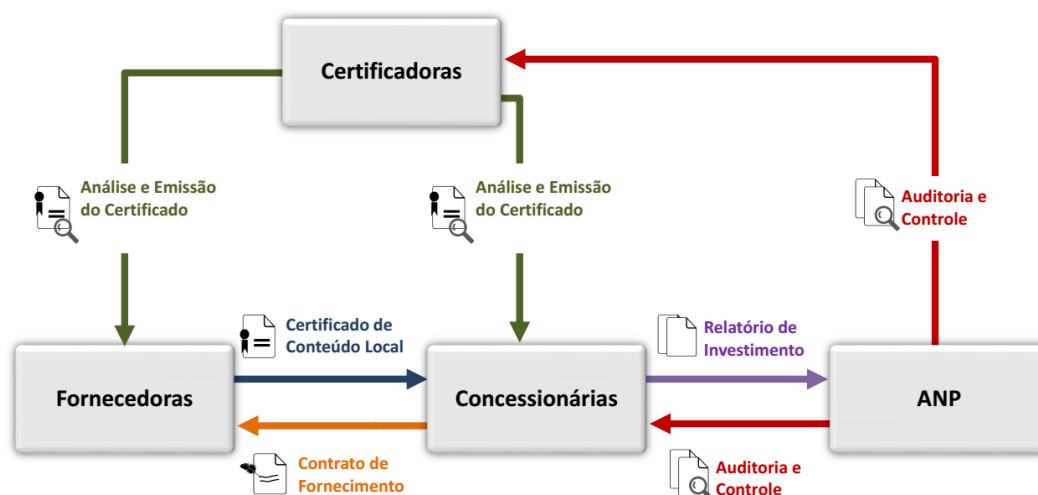 Certificadoras
Análise e Emissão
do Certificado
Análise e Emissão
do Certificado
Auditoria e
Controle
Certificado de
Conteúdo Local
Relatório de
Investimento
Fornecedoras
Concessionárias
ANP
Contrato de
Fornecimento
Auditoria e
Controle